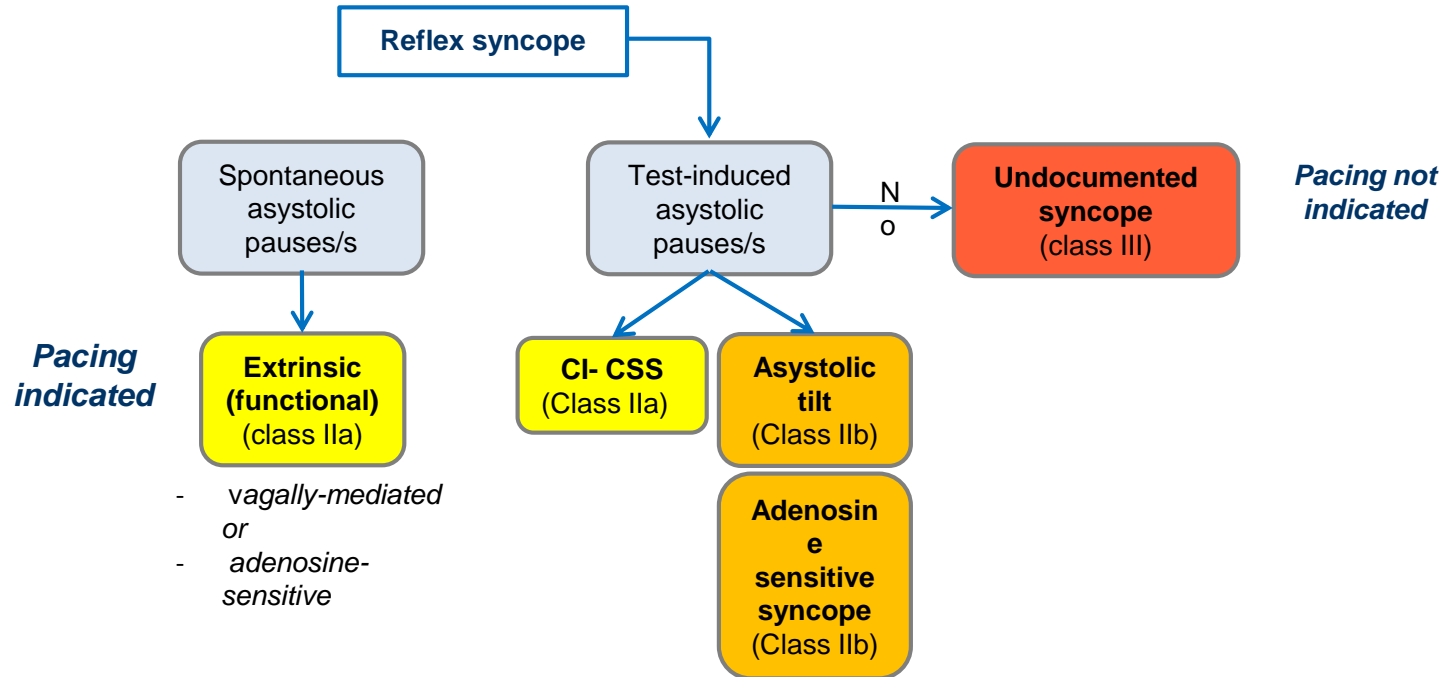 Reflex syncope
Spontaneous
asystolic
pauses/s
Test-induced
asystolic
pauses/s
N
o
Undocumented
syncope
(class III)
Pacing not
indicated
Pacing
indicated
Extrinsic
(functional)
(class IIa)
CI- CSS
(Class IIa)
Asystolic
tilt
(Class IIb)
- vagally-mediated
or
- adenosine-
sensitive
Adenosin
e
sensitive
syncope
(Class IIb)